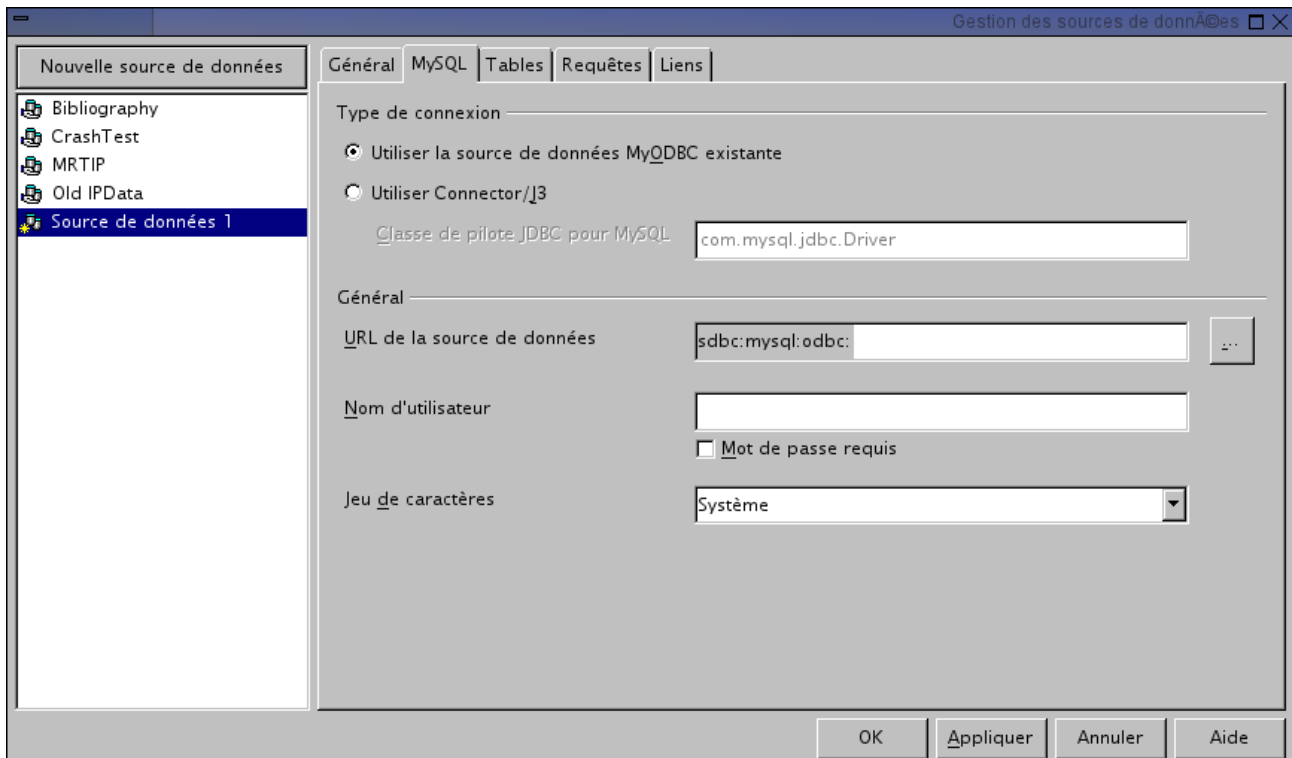 Gestion des sources de donnÃ©es
Nouvelle source de données
Bibliography
CrashTest
MRTIP
Old IPData
Source de données 1
Général MySQL Tables Requêtes Liens
Type de connexion
Utiliser la source de données MyODBC existante
Utiliser Connector/J3
Classe de pilote JDBC pour MySQL com.mysql.jdbc.Driver
Général
URL de la source de données sdbc:mysql:odbc: ...
Nom d'utilisateur
Mot de passe requis
Jeu de caractères Système
OK Appliquer Annuler Aide